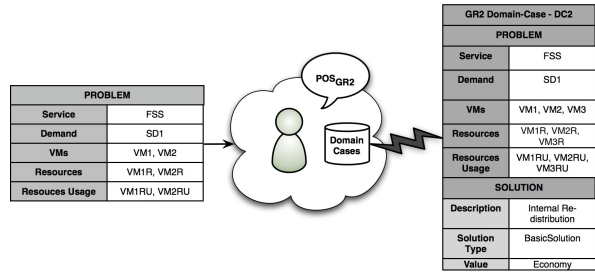 PROBLEM
Service FSS
Demand SD1
VMs VM1, VM2
Resources VM1R, VM2R
Resouces Usage VM1RU, VM2RU
POSGR2
Domain
Cases
GR2 Domain-Case - DC2
PROBLEM
Service FSS
Demand SD1
VMs VM1, VM2, VM3
Resources VM1R, VM2R,
VM3R
Resources VM1RU, VM2RU,
Usage VM3RU
SOLUTION
Description Internal Re-
distribution
Solution BasicSolution
Type
Value Economy